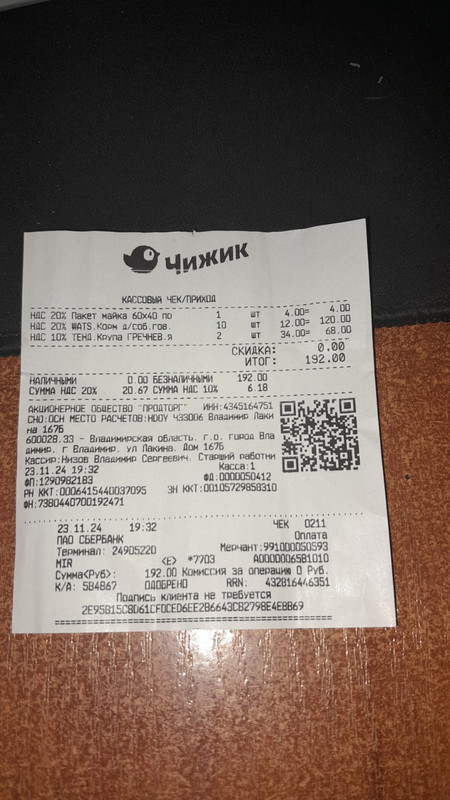 Чижик
КАССОВЫЙ ЧЕК/ПРИХОД
НДС 20% Пакет майка 60х40 по 1 шт 4.00= 4.00
НДС 20% WATS.Корм д/соб.гов. 10 шт 12.00= 120.00
НДС 10% ТЕНД.Крупа ГРЕЧНЕВ.я 2 шт 34.00= 68.00
СКИДКА: 0.00
ИТОГ: 192.00
НАЛИЧНЫМИ 0.00 БЕЗНАЛИЧНЫМИ 192.00
СУММА НДС 20% 20.67 СУММА НДС 10% 6.18
АКЦИОНЕРНОЕ ОБЩЕСТВО "ПРОДТОРГ" ИНН:4345164751
СНО:ОСН МЕСТО РАСЧЕТОВ:H00Y 433006 Владимир Лаки
на 167Б
600028.33 - Владимирская область. г.о. город Вла
димир. г Владимир. ул Лакина. Дом 167Б
Кассир:Низов Владимир Сергеевич. Старший работни
23.11.24 19:32 Касса:1
ФП:1290982183 ФД:0000050412
РН ККТ:0006415440037095 ЗН ККТ:00105729858310
ФН:7380440700192471
23.11.24 19:32 ЧЕК 0211
ПАО СБЕРБАНК Оплата
Терминал: 24905220 Мерчант:991000050593
MIR <E> *7703 A000006581010
Сумма<Руб>: 192.00 Комиссия за операцию 0 Руб.
К/А: 5B4867 ОДОБРЕНО RRN: 432816446351
Подпись клиента не требуется
2E95B15C8D61CF0CED6EE2B6643CB2798E4E8B69